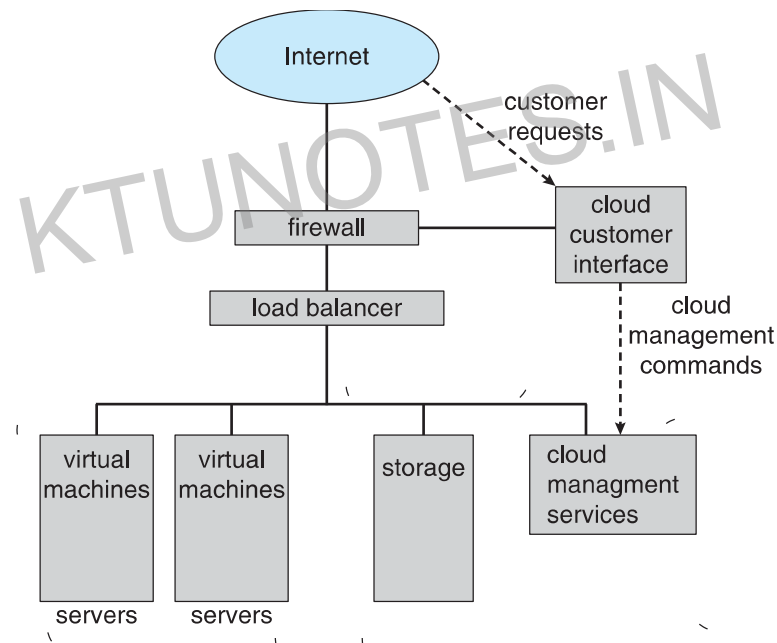 Internet
customer
requests
KTUNOTES.IN
firewall
cloud
customer
interface
load balancer
cloud
management
commands
virtual
machines
virtual
machines
storage
cloud
managment
services
servers
servers